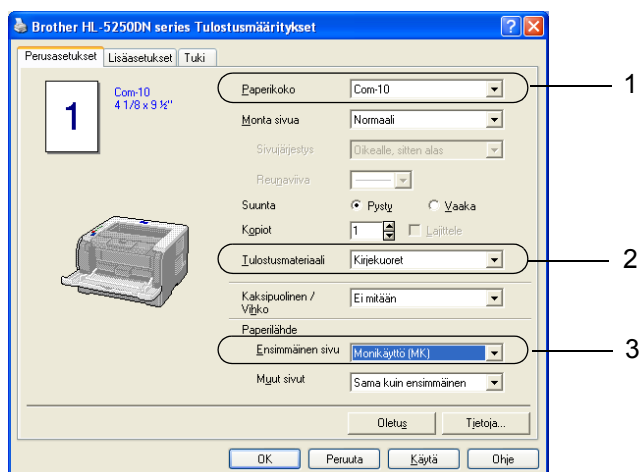 Brother HL-5250DN series Tulostusmääritykset
Perusasetukset Lisäasetukset Tuki
1
Com-10
4 1/8 x 9 ½"
Paperikoko Com-10 1
Monta sivua Normaali
Sivujärjestys Oikealle, sitten alas
Reunaviiva
Suunta Pysty Vaaka
Kopiot 1 Lajittele
Tulostusmateriaali Kirjekuoret 2
Kaksipuolinen / Ei mitään
Vihko
Paperilähde
Ensimmäinen sivu Monikäyttö (MK) 3
Muut sivut Sama kuin ensimmäinen
Oletus Tietoja...
OK Peruuta Käytä Ohje